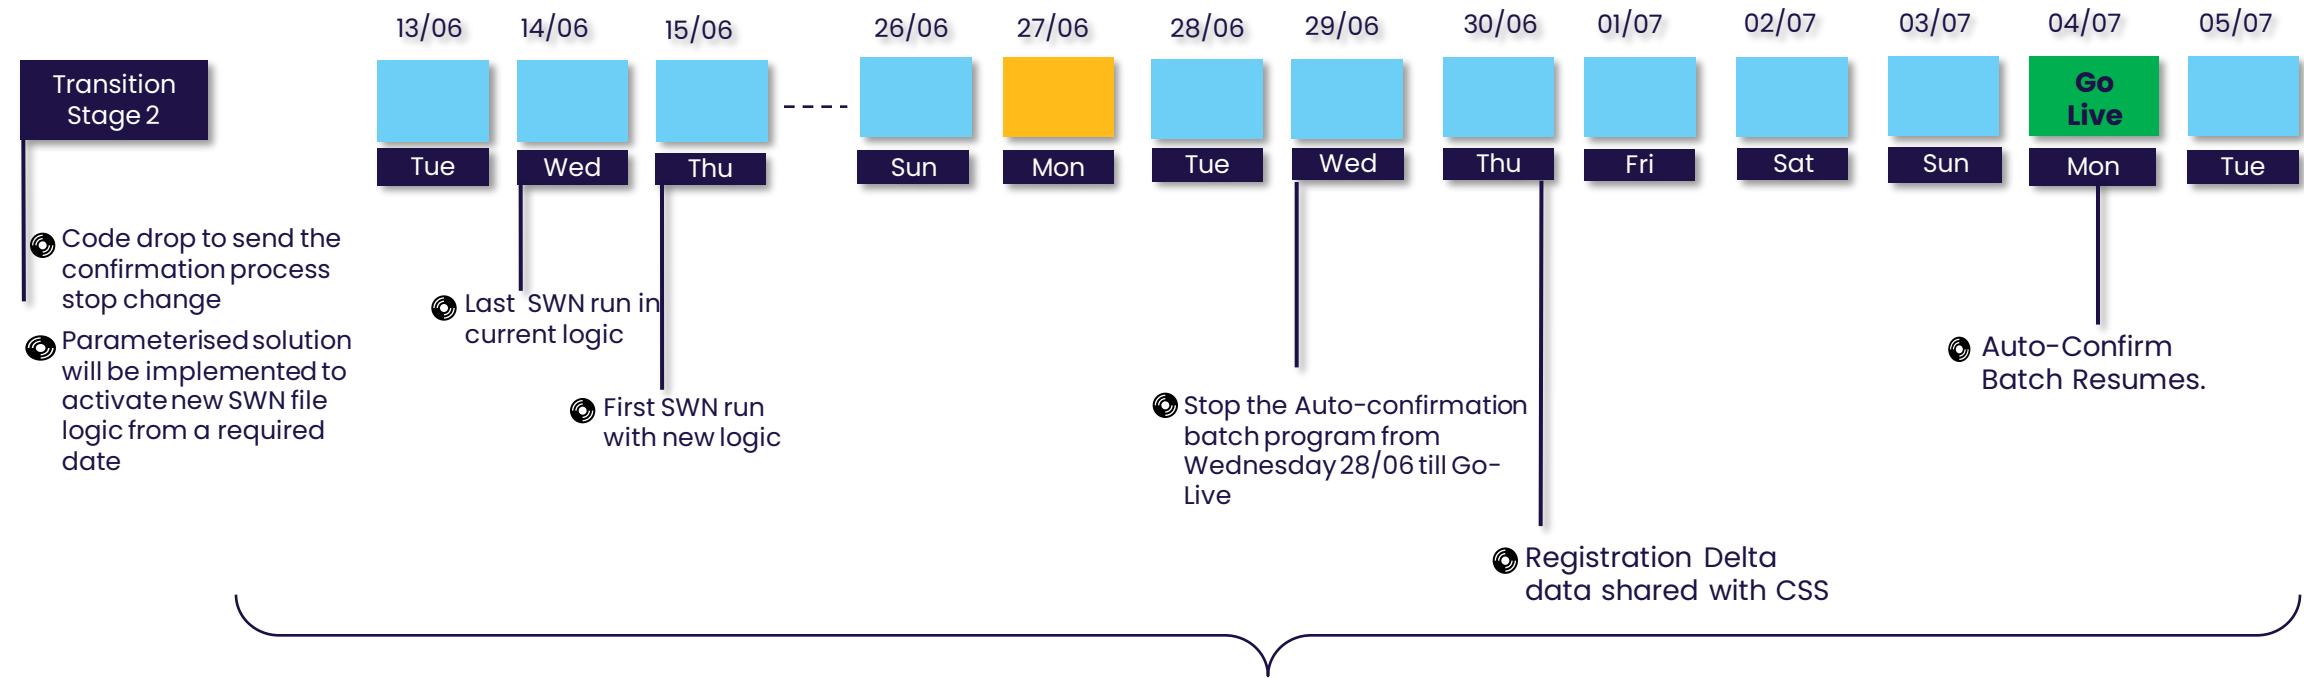 13/06
14/06
15/06
26/06
27/06
28/06
29/06
30/06
01/07
02/07
03/07
04/07
05/07
Transition
Stage 2
Go
Live
Tue
Wed
Thu
Sun
Mon
Tue
Wed
Thu
Fri
Sat
Sun
Mon
Tue
Code drop to send the
confirmation process
stop change
Parameterised solution
will be implemented to
activate new SWN file
logic from a required
date
Last SWN run in
current logic
First SWN run
with new logic
Stop the Auto-confirmation
batch program from
Wednesday 28/06 till Go-
Live
Registration Delta
data shared with CSS
Auto-Confirm
Batch Resumes.